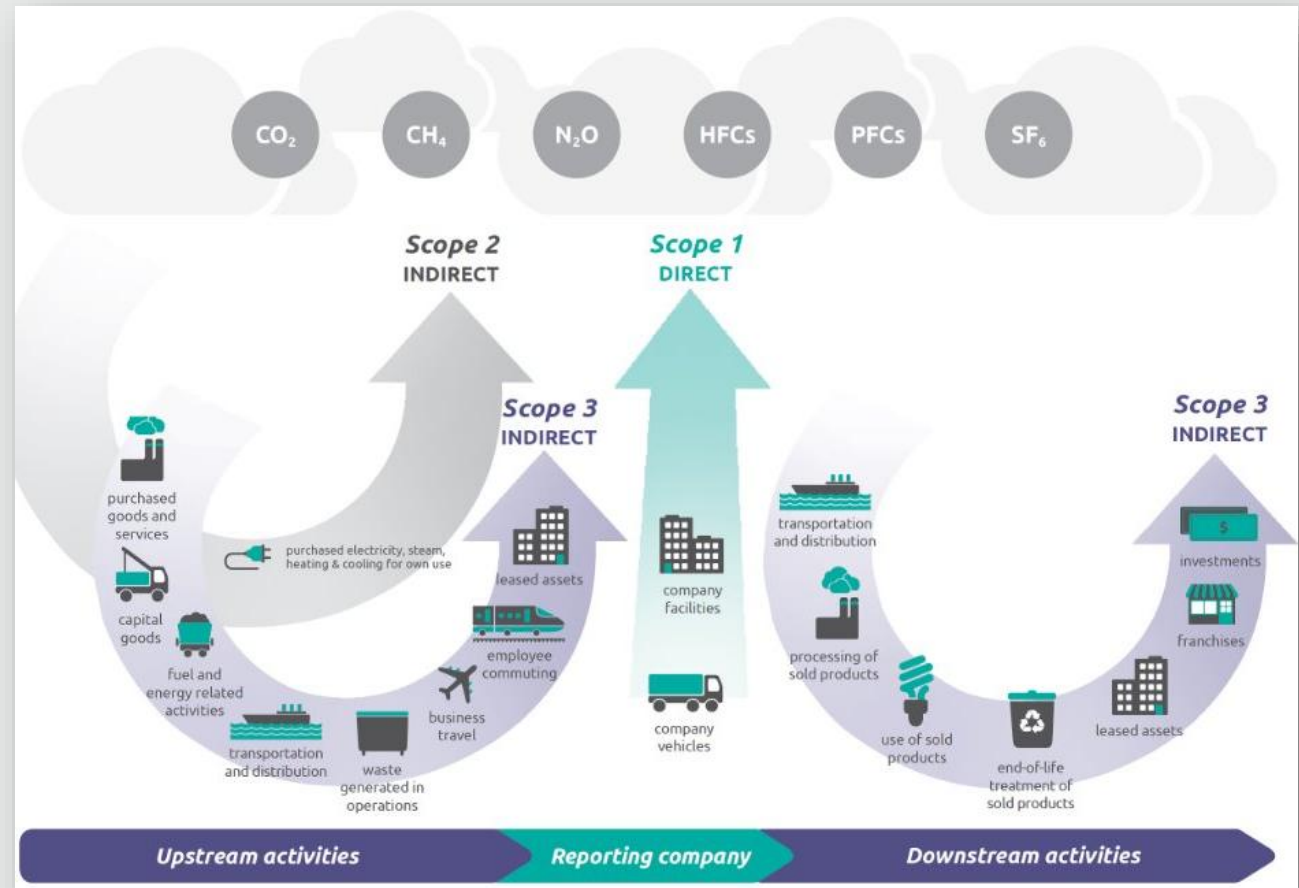 CO₂
CH₄
N₂O
HFCs
PFCs
SF₆
Scope 2
INDIRECT
Scope 1
DIRECT
Scope 3
INDIRECT
Scope 3
INDIRECT
purchased
goods and
services
capital
goods
fuel and
energy related
activities
transportation
and distribution
waste
generated in
operations
business
travel
employee
commuting
leased assets
purchased electricity, steam,
heating & cooling for own use
company
facilities
company
vehicles
transportation
and distribution
processing of
sold products
use of sold
products
end-of-life
treatment of
sold products
leased assets
franchises
$
investments
Upstream activities
Reporting company
Downstream activities